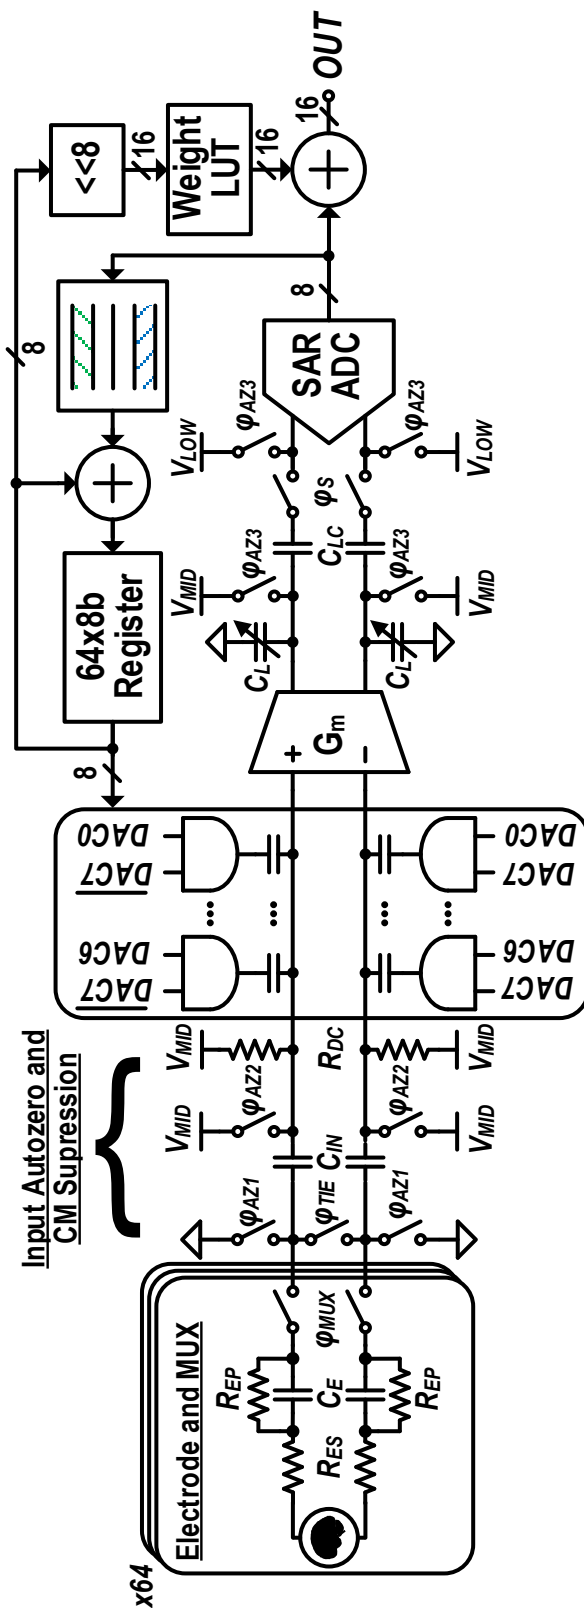 x64
Electrode and MUX
R_EP
R_ES
C_E
R_EP
φ_MUX
Input Autozero and
CM Supression
{
φ_AZ1
φ_TIE
φ_AZ1
V_MID
φ_AZ2
C_IN
φ_AZ2
V_MID
V_MID
R_DC
V_MID
D̅A̅C̅7̅
DAC6
...
D̅A̅C̅7̅
DAC0
...
...
DAC7
DAC6
...
DAC7
DAC0
8
64x8b
Register
+
8
+
−
G_m
C_L
C_L
V_MID
φ_AZ3
C_LC
φ_AZ3
V_MID
φ_S
V_LOW
φ_AZ3
φ_AZ3
V_LOW
SAR
ADC
8
<<8
16
Weight
LUT
16
+
16
OUT